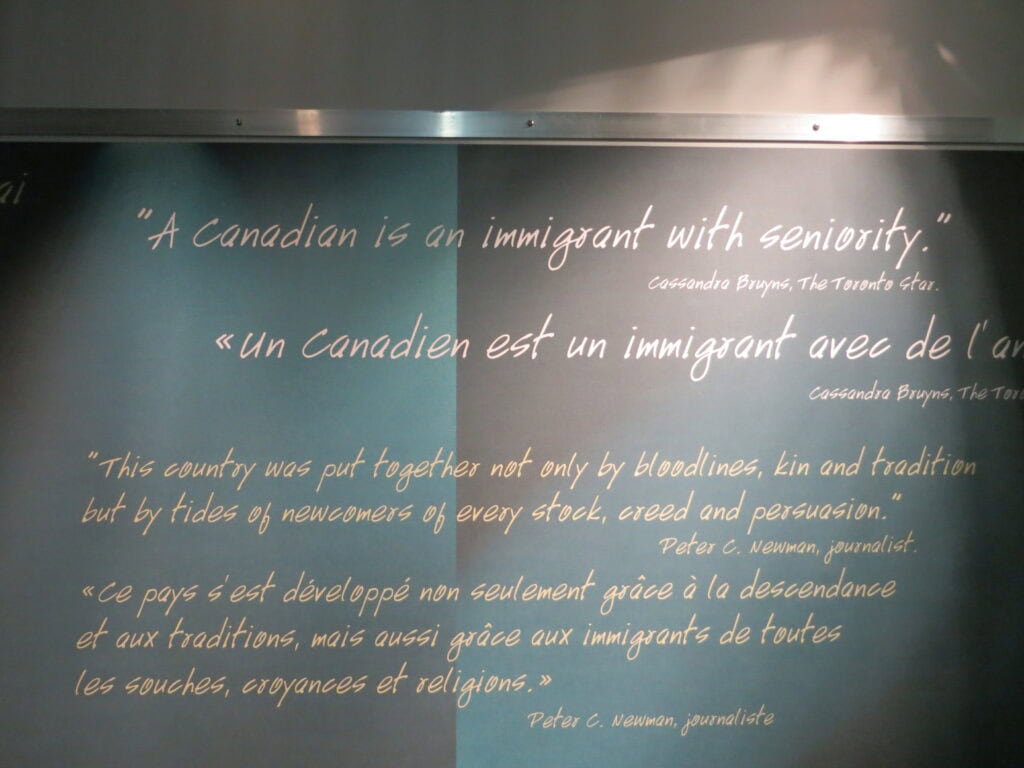 ai
"A Canadian is an immigrant with seniority."
Cassandra Bruyns, The Toronto Star.
«Un Canadien est un immigrant avec de l'an
Cassandra Bruyns, The Toro
"This country was put together not only by bloodlines, kin and tradition
but by tides of newcomers of every stock, creed and persuasion."
Peter C. Newman, journalist.
«Ce pays s'est développé non seulement grâce à la descendance
et aux traditions, mais aussi grâce aux immigrants de toutes
les souches, croyances et religions.»
Peter C. Newman, journaliste